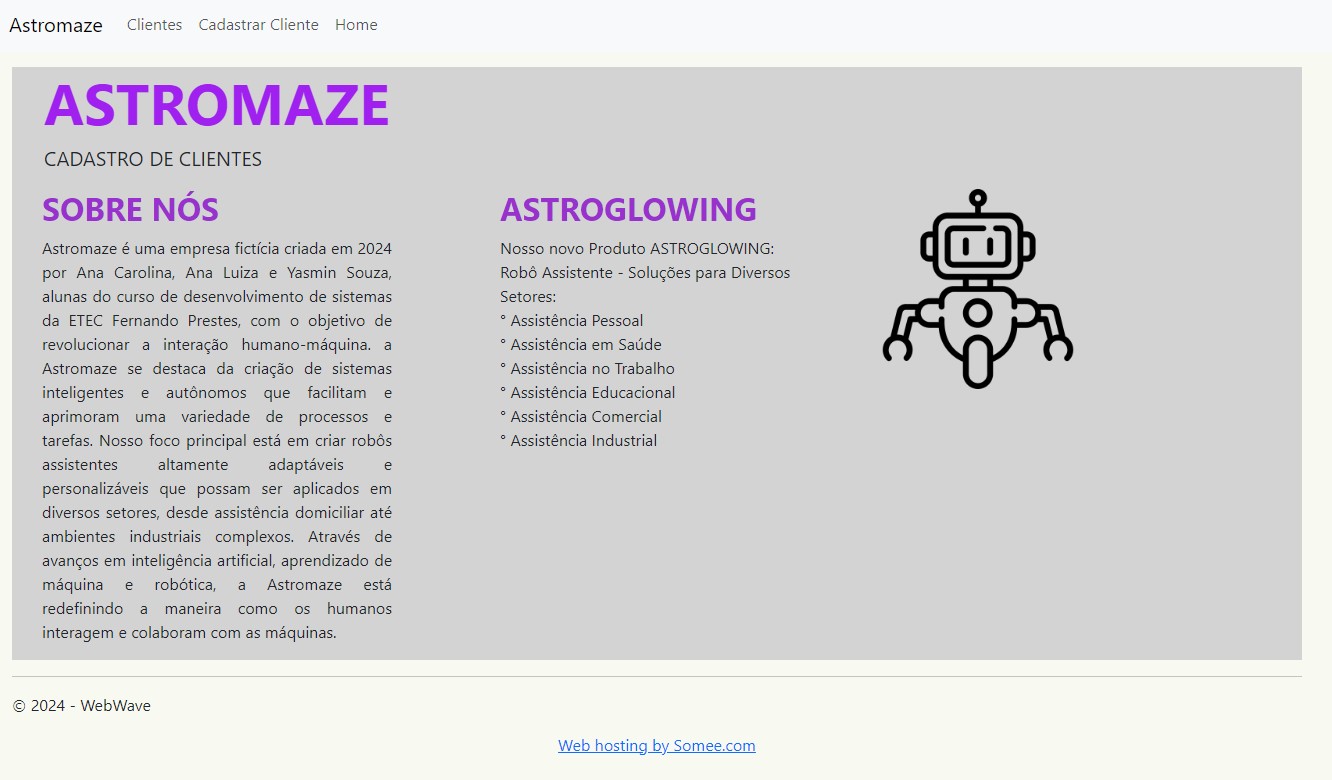 Astromaze Clientes Cadastrar Cliente Home
ASTROMAZE
CADASTRO DE CLIENTES
SOBRE NÓS
Astromaze é uma empresa fictícia criada em 2024
por Ana Carolina, Ana Luiza e Yasmin Souza,
alunas do curso de desenvolvimento de sistemas
da ETEC Fernando Prestes, com o objetivo de
revolucionar a interação humano-máquina. a
Astromaze se destaca da criação de sistemas
inteligentes e autônomos que facilitam e
aprimoram uma variedade de processos e
tarefas. Nosso foco principal está em criar robôs
assistentes altamente adaptáveis e
personalizáveis que possam ser aplicados em
diversos setores, desde assistência domiciliar até
ambientes industriais complexos. Através de
avanços em inteligência artificial, aprendizado de
máquina e robótica, a Astromaze está
redefinindo a maneira como os humanos
interagem e colaboram com as máquinas.
ASTROGLOWING
Nosso novo Produto ASTROGLOWING:
Robô Assistente - Soluções para Diversos
Setores:
° Assistência Pessoal
° Assistência em Saúde
° Assistência no Trabalho
° Assistência Educacional
° Assistência Comercial
° Assistência Industrial
© 2024 - WebWave
Web hosting by Somee.com